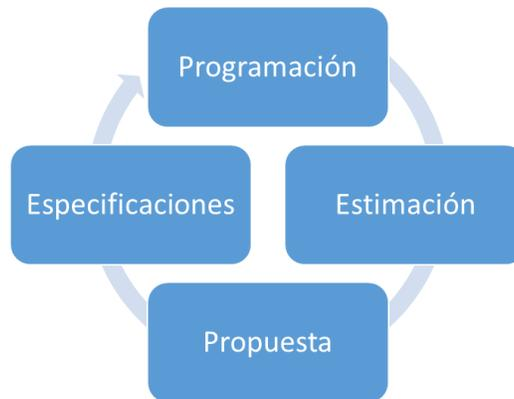 Programación
Especificaciones
Estimación
Propuesta